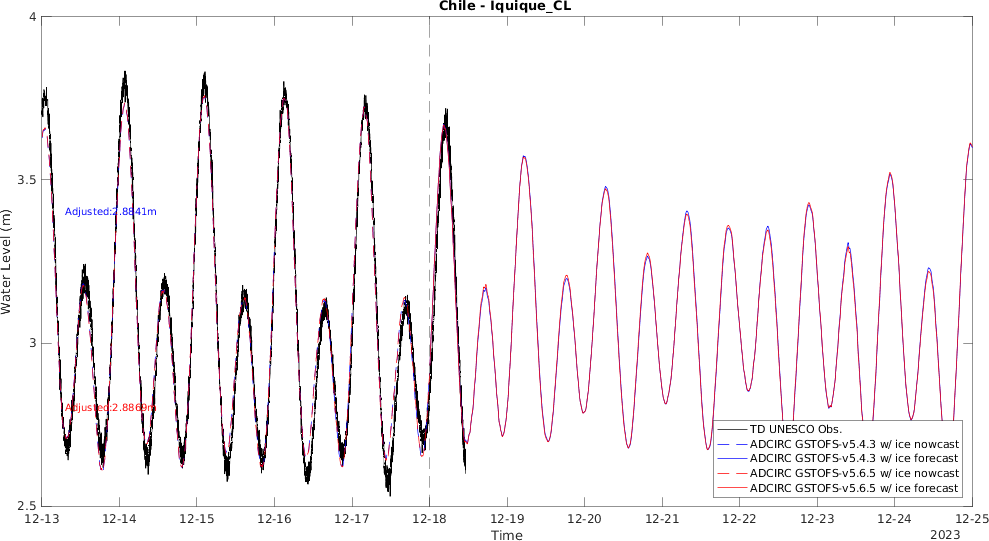 Chile - Iquique_CL
4
3.5
3
2.5
Water Level (m)
Adjusted:2.8841m
Adjusted:2.8869m
TD UNESCO Obs.
ADCIRC GSTOFS-v5.4.3 w/ ice nowcast
ADCIRC GSTOFS-v5.4.3 w/ ice forecast
ADCIRC GSTOFS-v5.6.5 w/ ice nowcast
ADCIRC GSTOFS-v5.6.5 w/ ice forecast
12-13 12-14 12-15 12-16 12-17 12-18 12-19 12-20 12-21 12-22 12-23 12-24 12-25
Time
2023